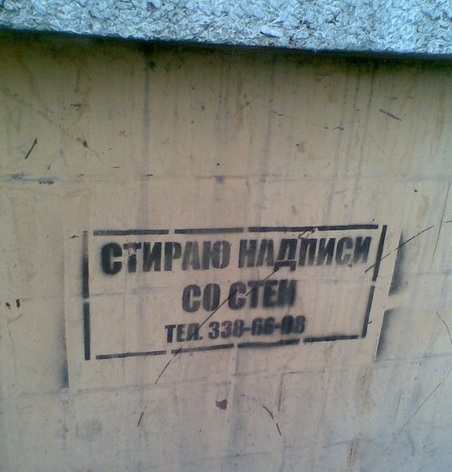 СТИРАЮ НАДПИСИ
СО СТЕН
ТЕЛ. 338-66-08